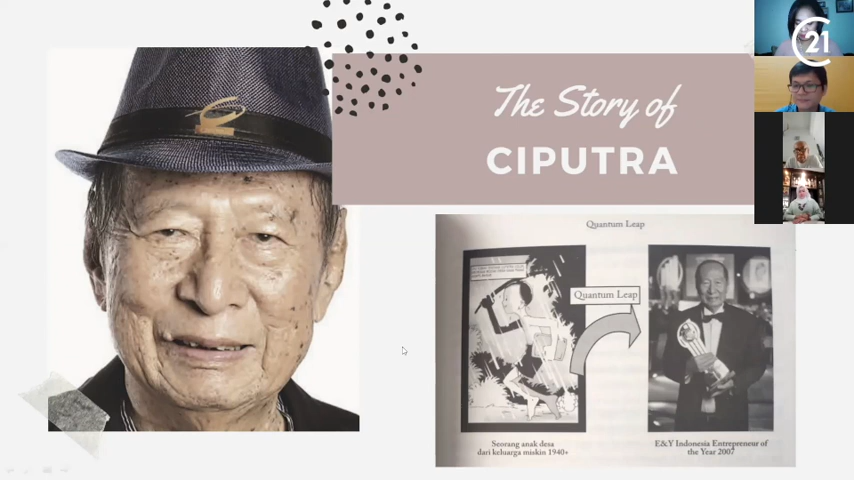 The Story of
CIPUTRA
21
Quantum Leap
Quantum Leap
Seorang anak desa
dari keluarga miskin 1940+
E&Y Indonesia Entrepreneur of
the Year 2007